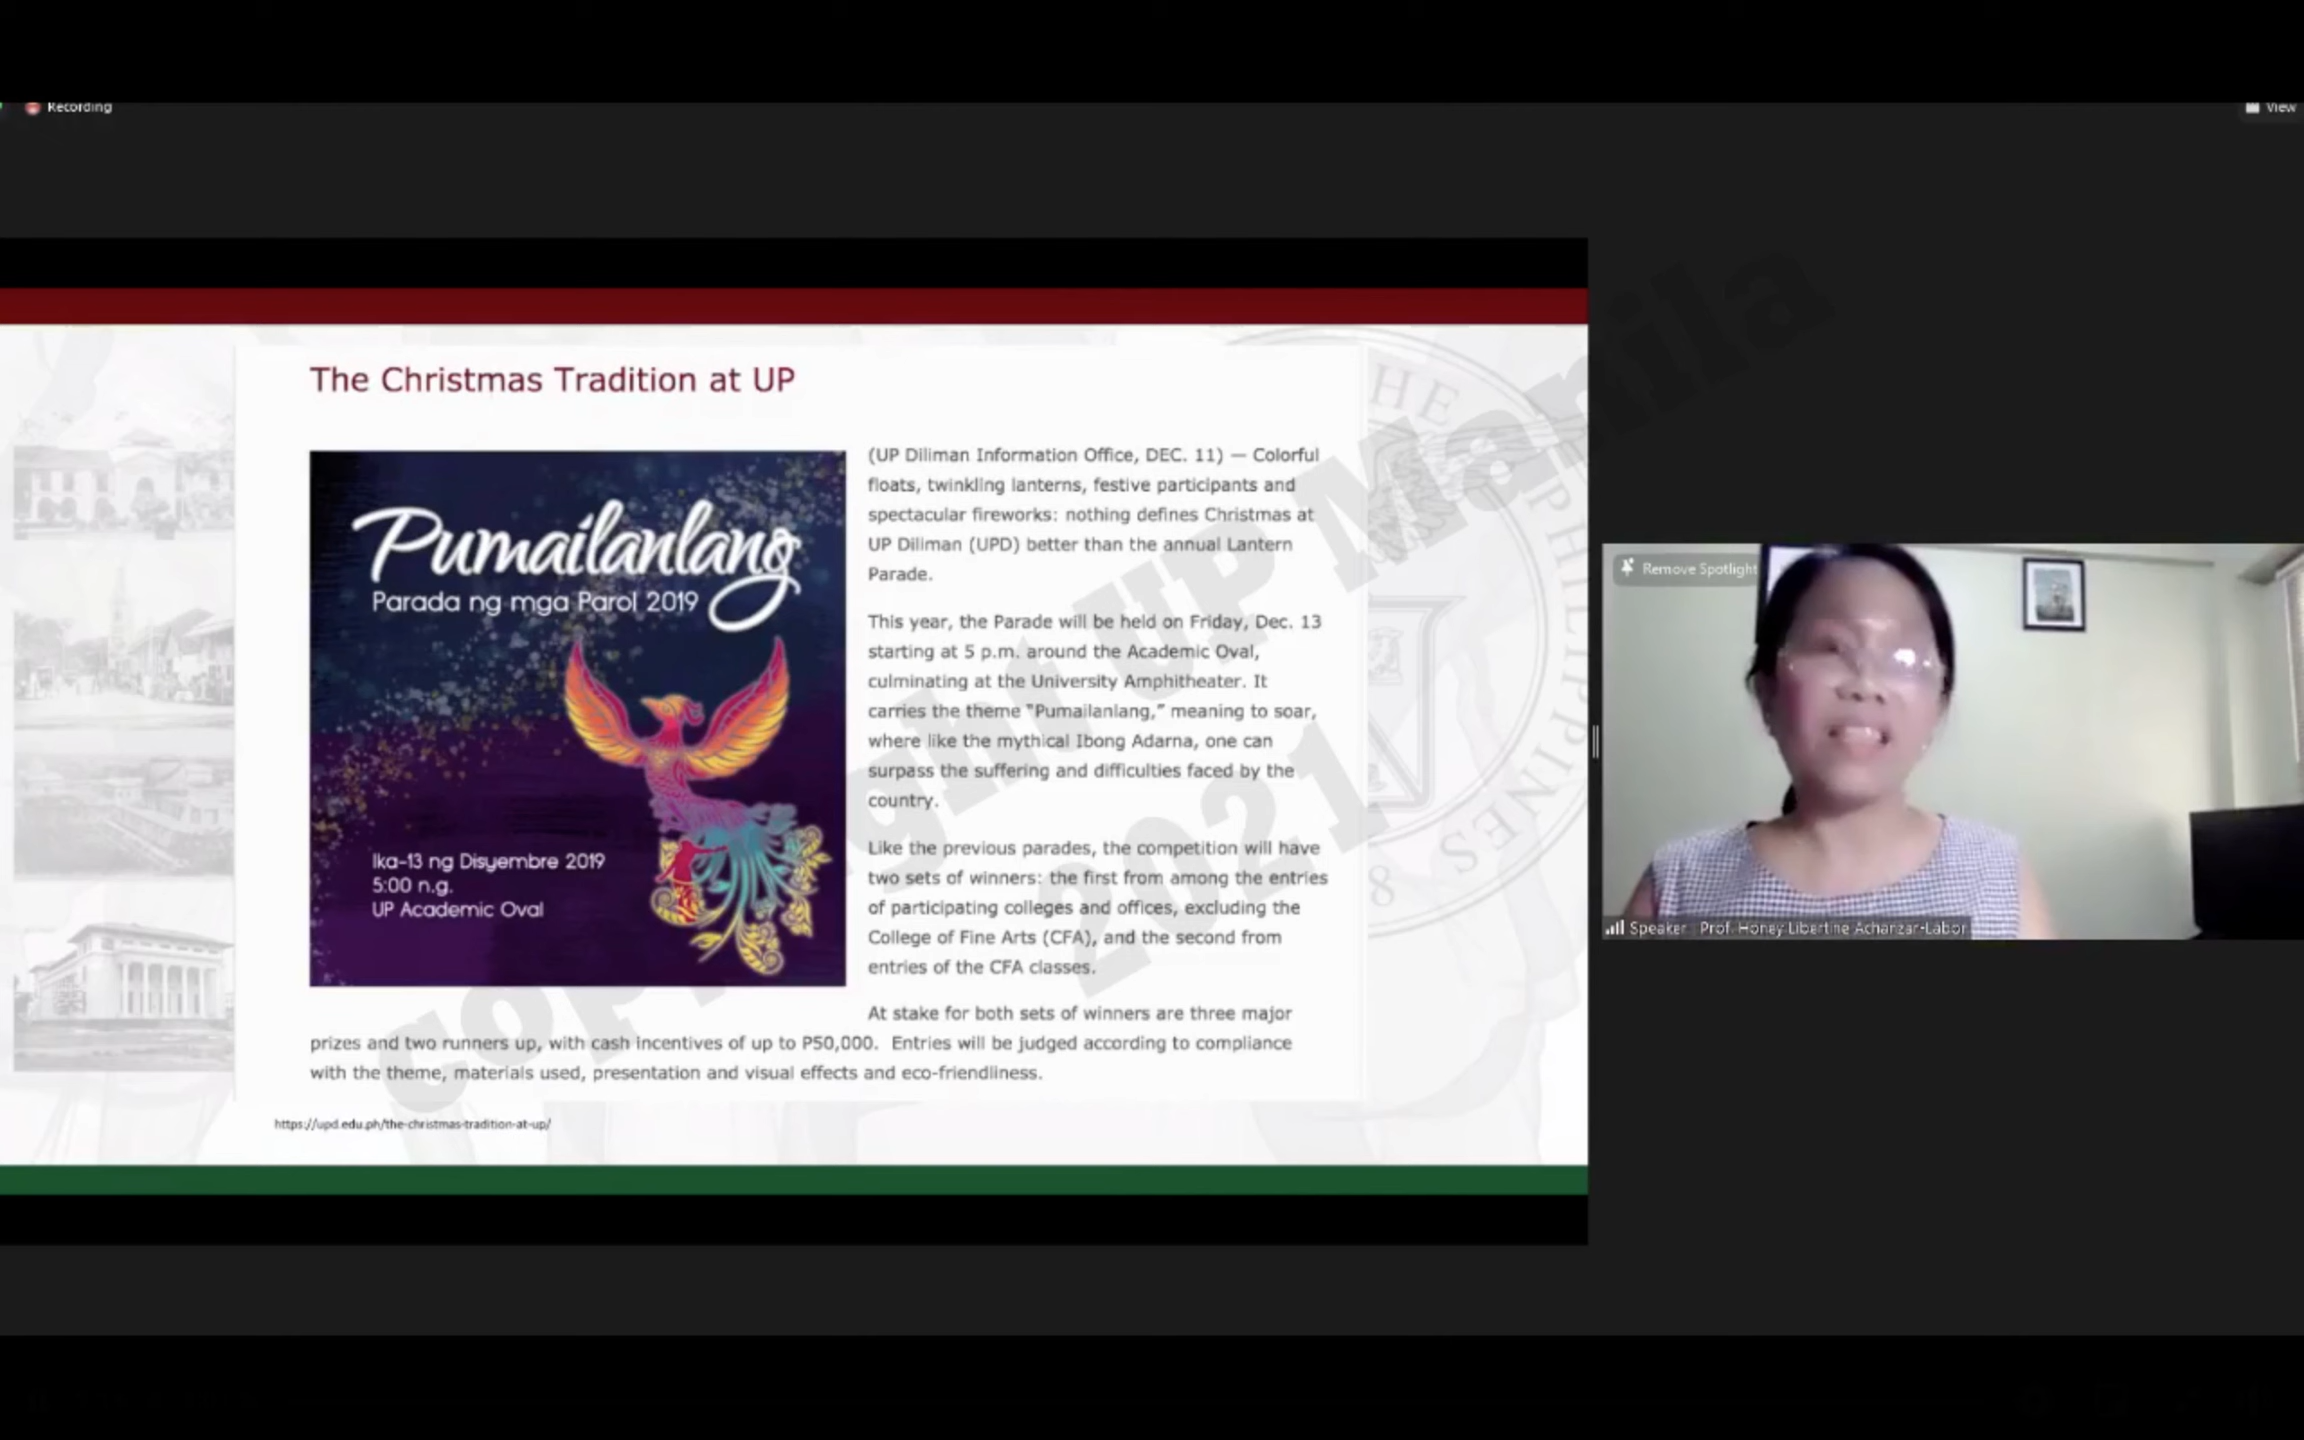 Recording
View
The Christmas Tradition at UP
Pumailanlang
Parada ng mga Parol 2019
Ika-13 ng Disyembre 2019
5:00 n.g.
UP Academic Oval
(UP Diliman Information Office, DEC. 11) — Colorful
floats, twinkling lanterns, festive participants and
spectacular fireworks: nothing defines Christmas at
UP Diliman (UPD) better than the annual Lantern
Parade.
This year, the Parade will be held on Friday, Dec. 13
starting at 5 p.m. around the Academic Oval,
culminating at the University Amphitheater. It
carries the theme "Pumailanlang," meaning to soar,
where like the mythical Ibong Adarna, one can
surpass the suffering and difficulties faced by the
country.
Like the previous parades, the competition will have
two sets of winners: the first from among the entries
of participating colleges and offices, excluding the
College of Fine Arts (CFA), and the second from
entries of the CFA classes.
At stake for both sets of winners are three major
prizes and two runners up, with cash incentives of up to P50,000. Entries will be judged according to compliance
with the theme, materials used, presentation and visual effects and eco-friendliness.
https://upd.edu.ph/the-christmas-tradition-at-up/
THE PHILIPPINES
8
UP Manila
2021
Remove Spotlight
Speaker Prof. Honey Libertine Achanzar-Labor